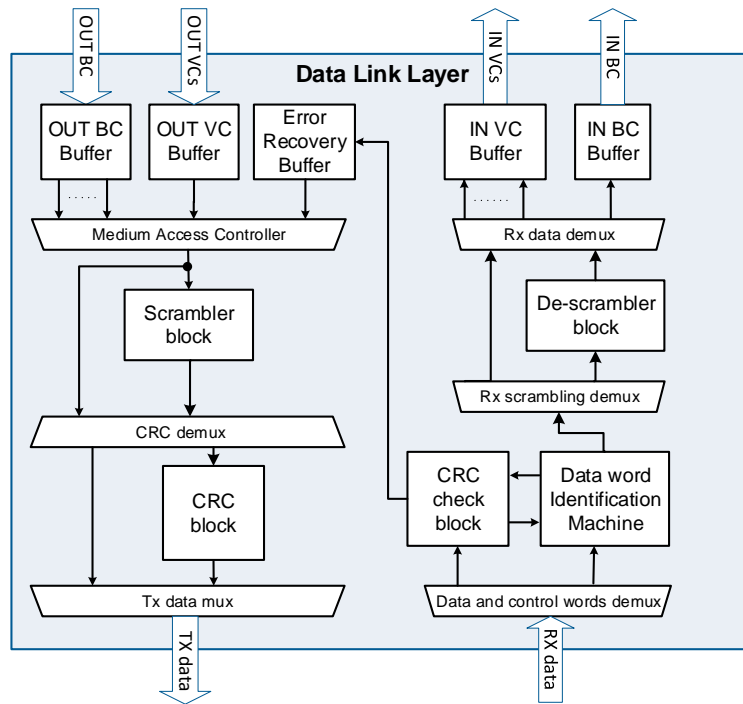 OUT BC
OUT VCs
IN VCs
IN BC
Data Link Layer
OUT BC
Buffer
OUT VC
Buffer
Error
Recovery
Buffer
IN VC
Buffer
IN BC
Buffer
.....
......
Medium Access Controller
Rx data demux
Scrambler
block
De-scrambler
block
Rx scrambling demux
CRC demux
CRC
block
CRC
check
block
Data word
Identification
Machine
Tx data mux
Data and control words demux
TX data
RX data